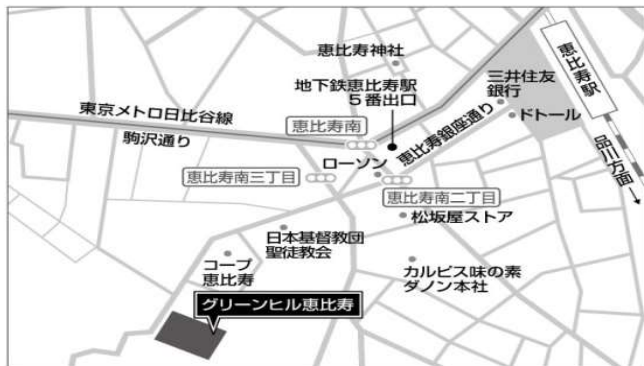 恵比寿神社
地下鉄恵比寿駅
5番出口
三井住友
銀行
恵比寿駅
ドトール
東京メトロ日比谷線
恵比寿南
恵比寿銀座通り
駒沢通り
品川方面
ローソン
恵比寿南三丁目
恵比寿南二丁目
松坂屋ストア
日本基督教団
聖徒教会
コープ
恵比寿
カルピス味の素
ダノン本社
グリーンヒル恵比寿